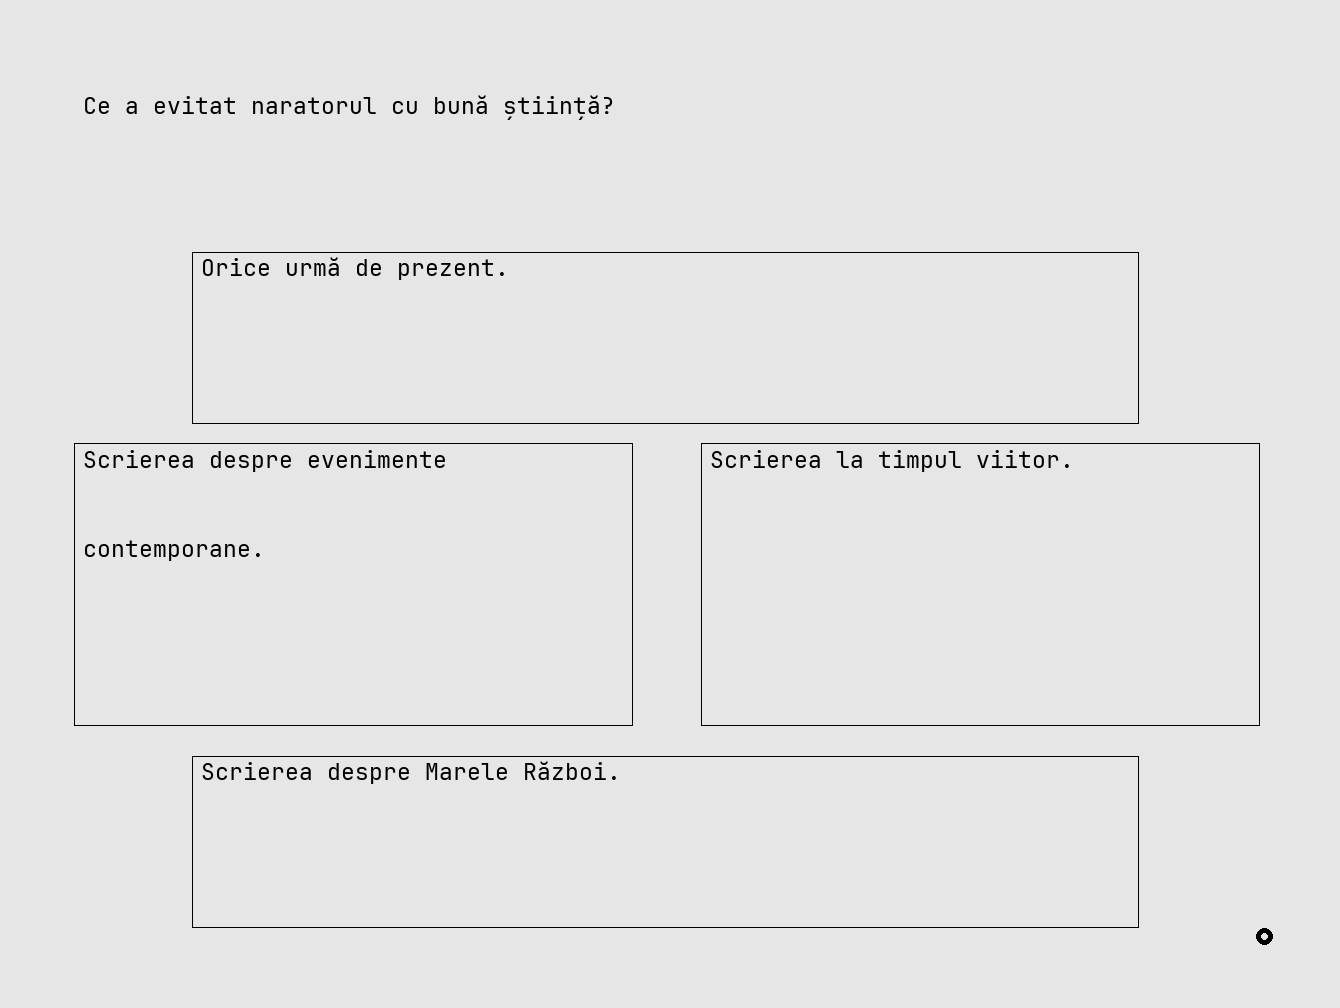 Ce a evitat naratorul cu bună știință?
Orice urmă de prezent.
Scrierea despre evenimente
contemporane.
Scrierea la timpul viitor.
Scrierea despre Marele Război.